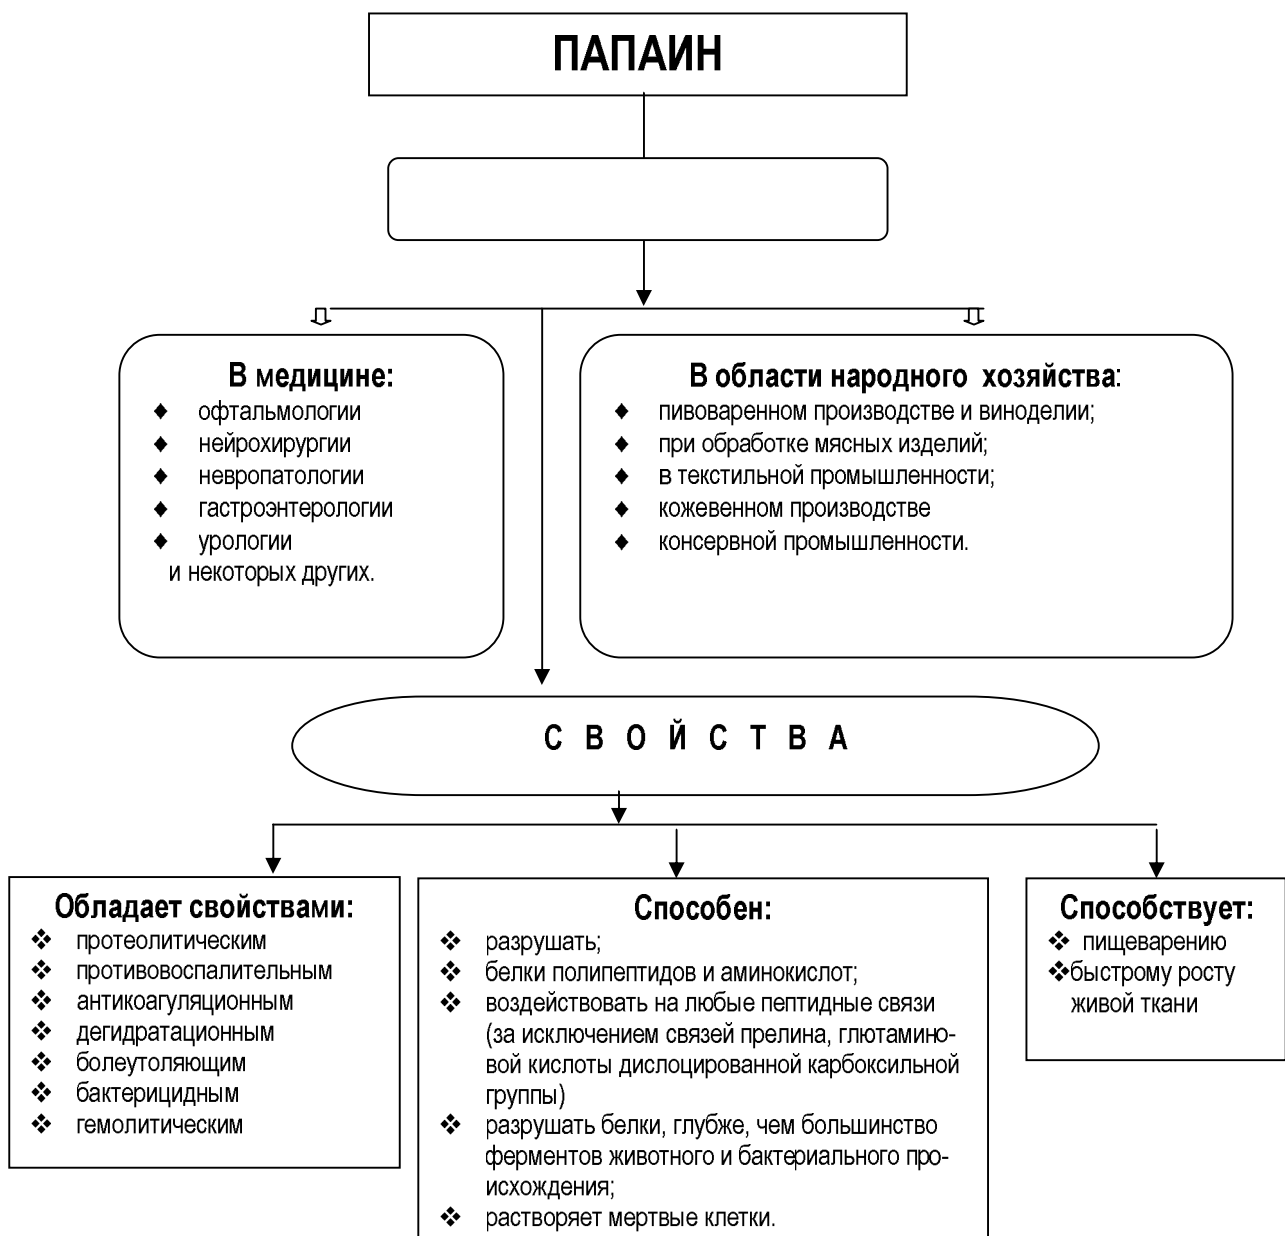 ПАПАИН
В медицине:
♦ офтальмологии
♦ нейрохирургии
♦ невропатологии
♦ гастроэнтерологии
♦ урологии
и некоторых других.
В области народного хозяйства:
♦ пивоваренном производстве и виноделии;
♦ при обработке мясных изделий;
♦ в текстильной промышленности;
♦ кожевенном производстве
♦ консервной промышленности.
С В О Й С Т В А
Обладает свойствами:
❖ протеолитическим
❖ противовоспалительным
❖ антикоагуляционным
❖ дегидратационным
❖ болеутоляющим
❖ бактерицидным
❖ гемолитическим
Способен:
❖ разрушать;
❖ белки полипептидов и аминокислот;
❖ воздействовать на любые пептидные связи
(за исключением связей прелина, глютамино-
вой кислоты дислоцированной карбоксильной
группы)
❖ разрушать белки, глубже, чем большинство
ферментов животного и бактериального про-
исхождения;
❖ растворяет мертвые клетки.
Способствует:
❖ пищеварению
❖ быстрому росту
живой ткани